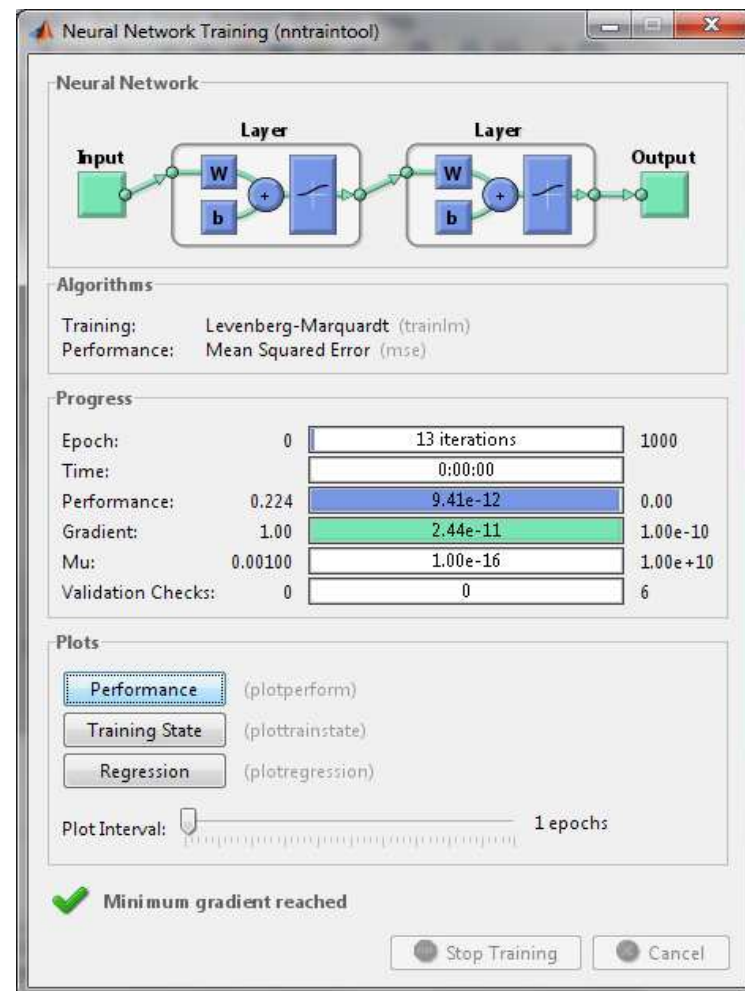 Neural Network Training (nntraintool)
Neural Network
Layer Layer
Input Output
W W
b + b +
Algorithms
Training: Levenberg-Marquardt (trainlm)
Performance: Mean Squared Error (mse)
Progress
Epoch: 0 13 iterations 1000
Time: 0:00:00
Performance: 0.224 9.41e-12 0.00
Gradient: 1.00 2.44e-11 1.00e-10
Mu: 0.00100 1.00e-16 1.00e+10
Validation Checks: 0 0 6
Plots
Performance (plotperform)
Training State (plottrainstate)
Regression (plotregression)
Plot Interval: 1 epochs
Minimum gradient reached
Stop Training Cancel